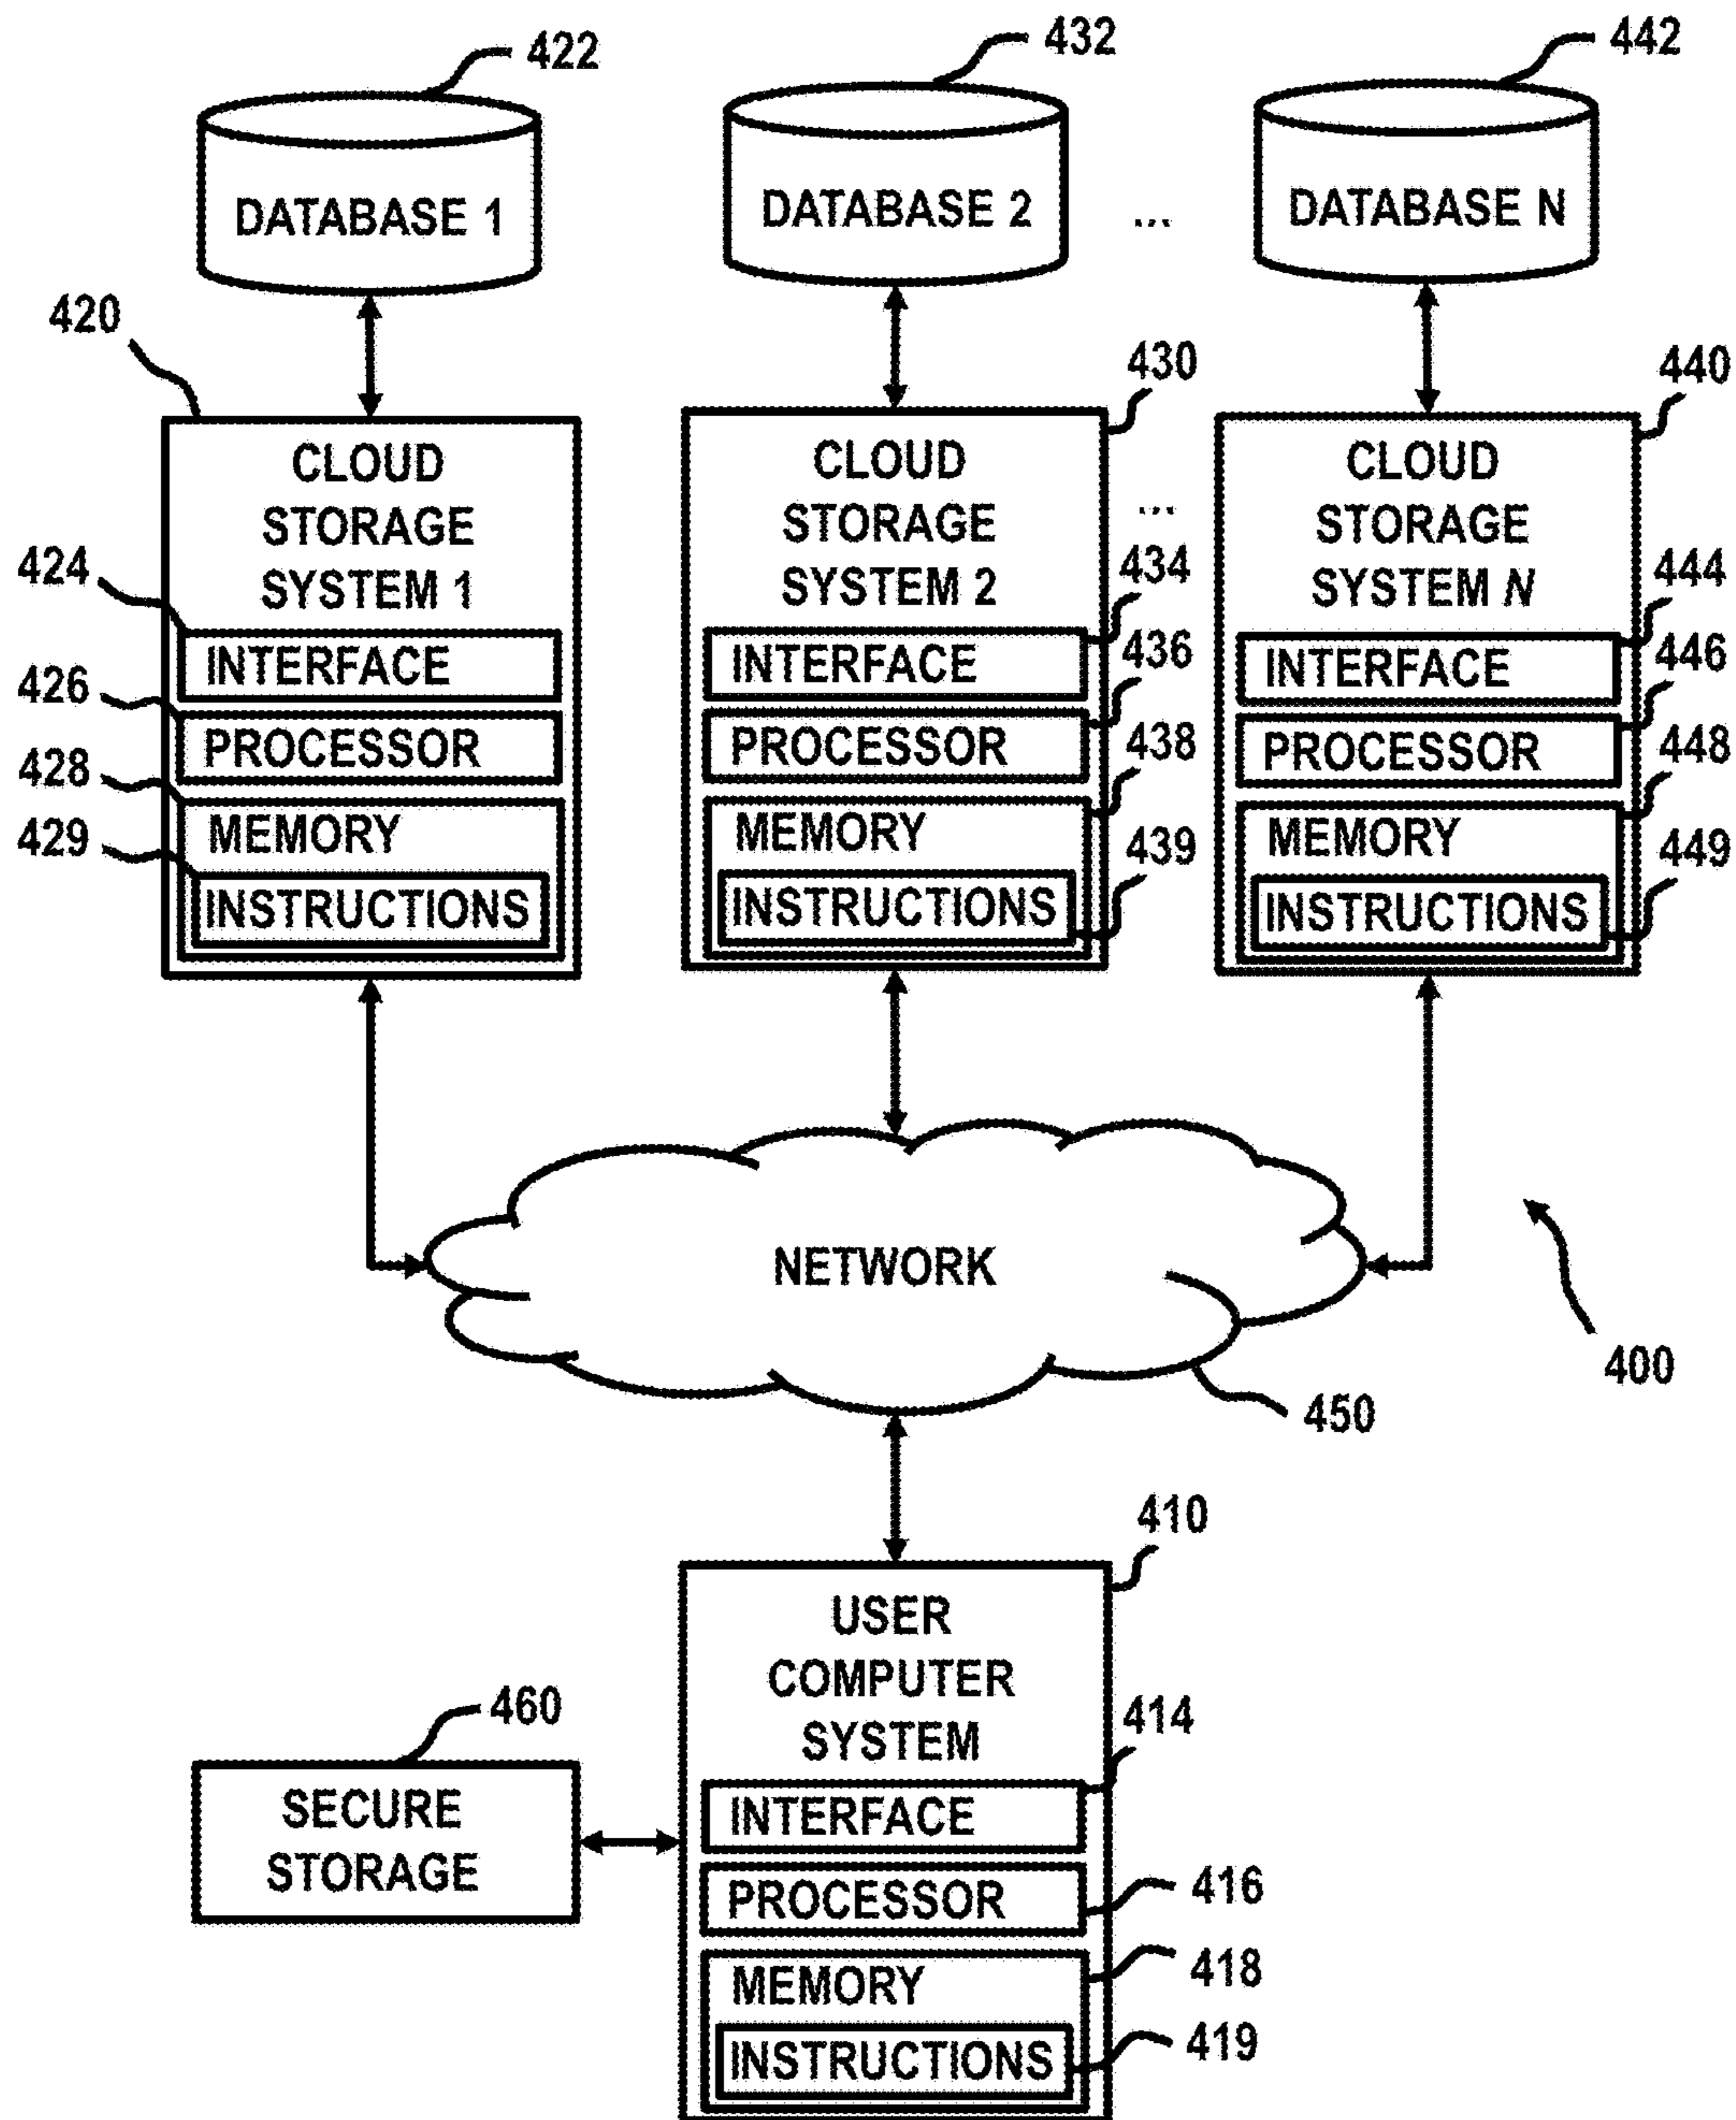 422
432
442
DATABASE 1
DATABASE 2
...
DATABASE N
420
430
440
CLOUD
STORAGE
SYSTEM 1
424
INTERFACE
426
PROCESSOR
428
MEMORY
429
INSTRUCTIONS
CLOUD
STORAGE
SYSTEM 2
...
434
INTERFACE
436
PROCESSOR
438
MEMORY
439
INSTRUCTIONS
CLOUD
STORAGE
SYSTEM N
444
INTERFACE
446
PROCESSOR
448
MEMORY
449
INSTRUCTIONS
NETWORK
400
450
410
USER
COMPUTER
SYSTEM
414
INTERFACE
PROCESSOR
416
MEMORY
418
INSTRUCTIONS
419
460
SECURE
STORAGE